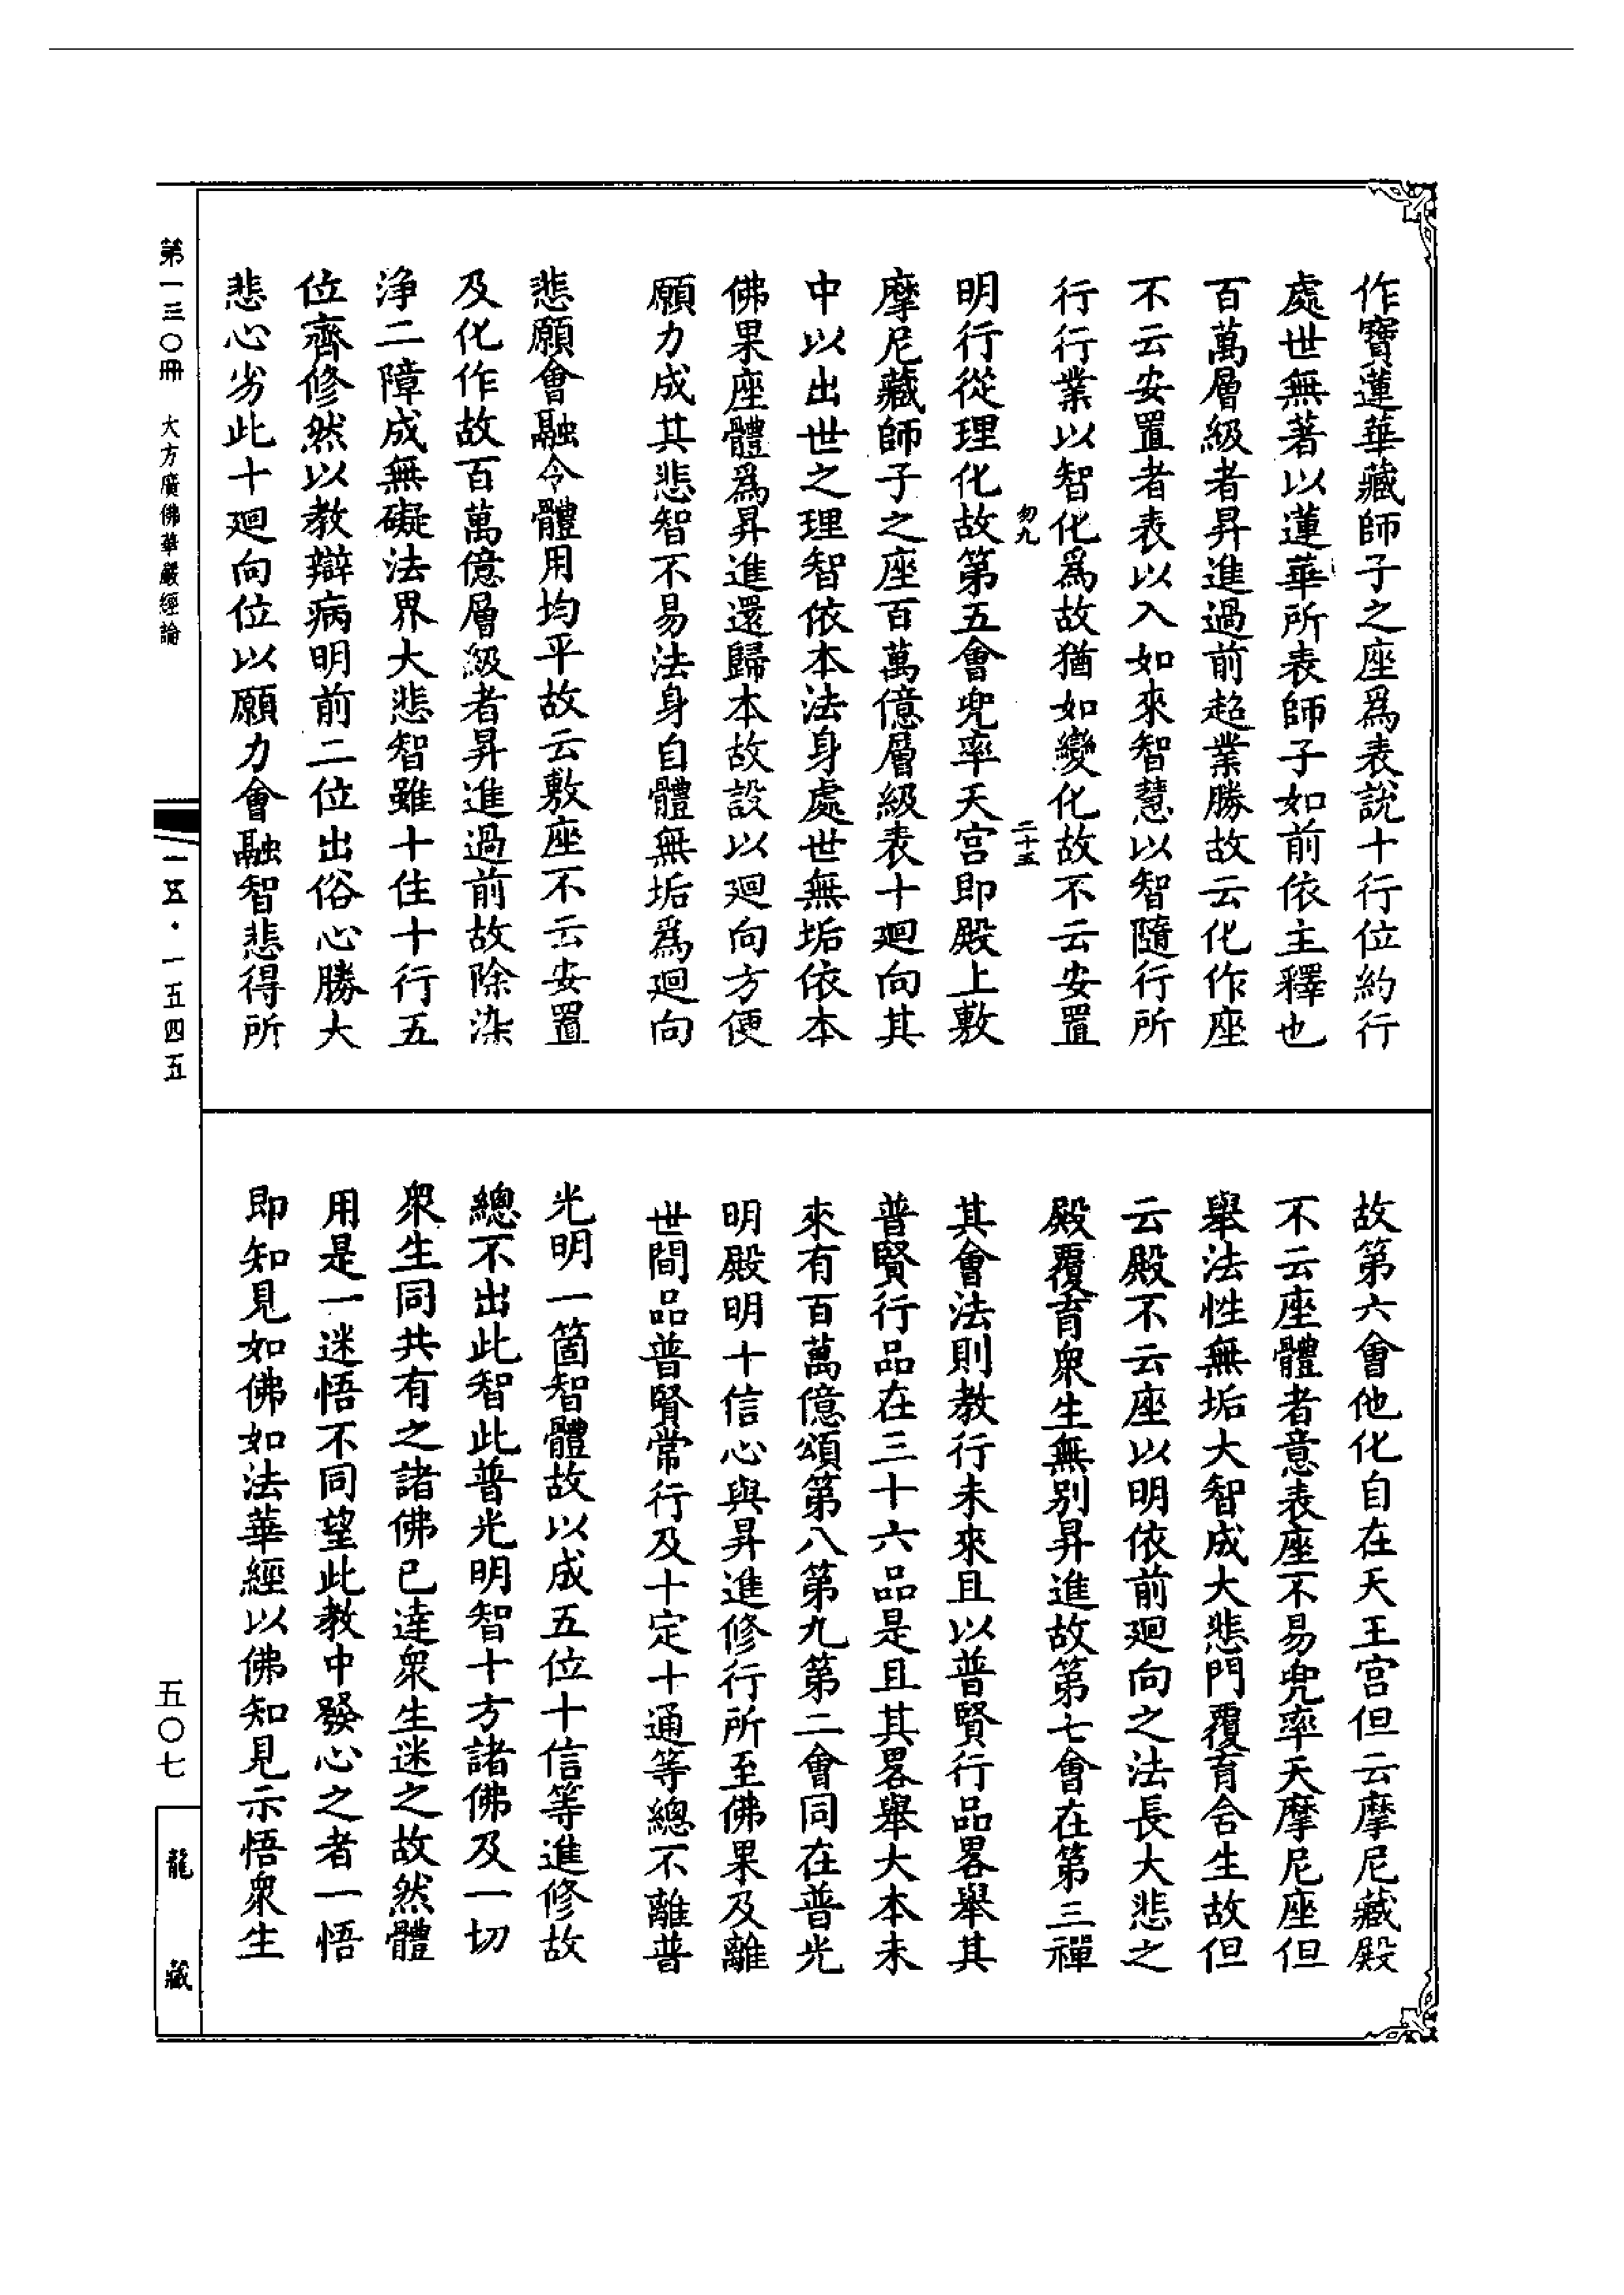 作寶蓮華藏師子之座爲表說十行位約行
處世無著以蓮華所表師子如前依主釋也
百萬層級者昇進過前趂業勝故云化作座
不云安置者表以入如來智慧以智隨行所
行行業以智化爲故猶如變化故不云安置
勿九
二十五
明行從理化故第五會兜率天宫即殿上敷
摩尼藏師子之座百萬億層級表十廻向其
中以出世之理智依本法身處世無垢依本
佛果座體爲昇進還歸本故設以廻向方便
願力成其悲智不易法身自體無垢爲廻向
悲願會融令體用均平故云敷座不云安置
及化作故百萬億層級者昇進過前故除染
淨二障成無礙法界大悲智雖十住十行五
位齊修然以教辯病明前二位出俗心勝大
悲心劣此十廻向位以願力會融智悲得所
故第六會他化自在天王宫但云摩尼藏殿
不云座體者意表座不易兜率天摩尼座但
舉法性無垢大智成大悲門覆育含生故但
云殿不云座以明依前廻向之法長大悲之
殿覆育衆生無别昇進故第七會在第三禪
其會法則教行未來且以普賢行品畧舉其
普賢行品在三十六品是且其畧舉大本未
來有百萬億頌第八第九第二會同在普光
明殿明十信心與昇進修行所至佛果及離
世間品普賢常行及十定十通等總不離普
光明一箇智體故以成五位十信等進修故
總不出此智此普光明智十方諸佛及一切
衆生同共有之諸佛已達衆生迷之故然體
用是一迷悟不同望此教中發心之者一悟
即知見如佛如法華經以佛知見示悟衆生
第一三〇冊　大方廣佛華嚴經論
一五·一五四五
五〇七
龍藏